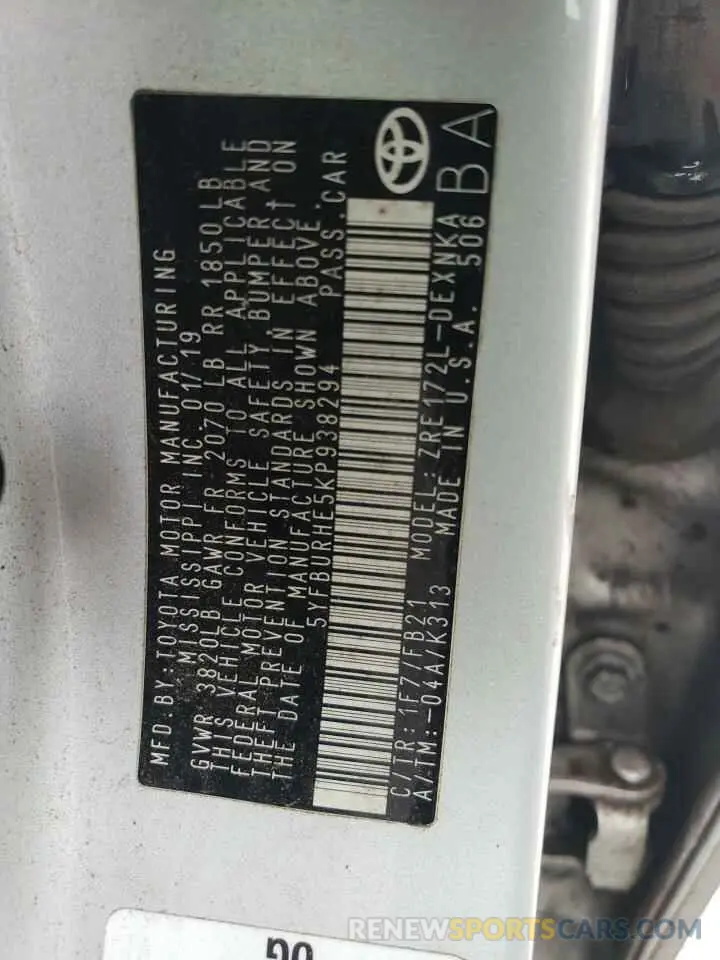 MFD.BY:TOYOTA MOTOR MANUFACTURING
MISSISSIPPI INC. 01/19
GVWR 3820LB GAWR FR 2070 LB RR 1850 LB
THIS VEHICLE CONFORMS TO ALL APPLICABLE
FEDERAL MOTOR VEHICLE SAFETY, BUMPER AND
THEFT PREVENTION STANDARDS IN EFFECT ON
THE DATE OF MANUFACTURE SHOWN ABOVE.
5YFBURHE5KP938294 PASS.CAR
C/TR:1FZ/FB21 MODEL:ZRE172L-DEXNKA
A/TM:-04A/K313 MADE IN U.S.A. 506
BA
RENEWSPORTSCARS.COM